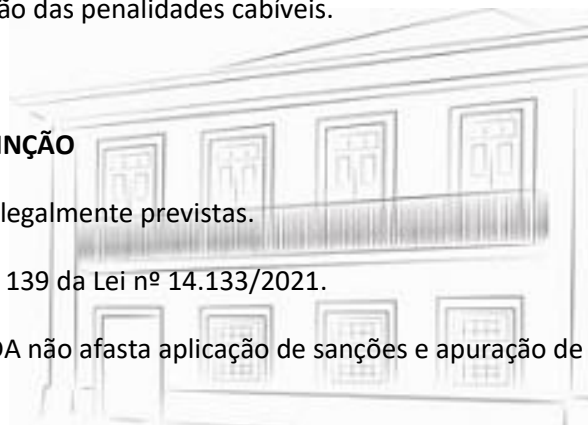 ão das penalidades cabíveis.
INÇÃO
legalmente previstas.
139 da Lei nº 14.133/2021.
DA não afasta aplicação de sanções e apuração de